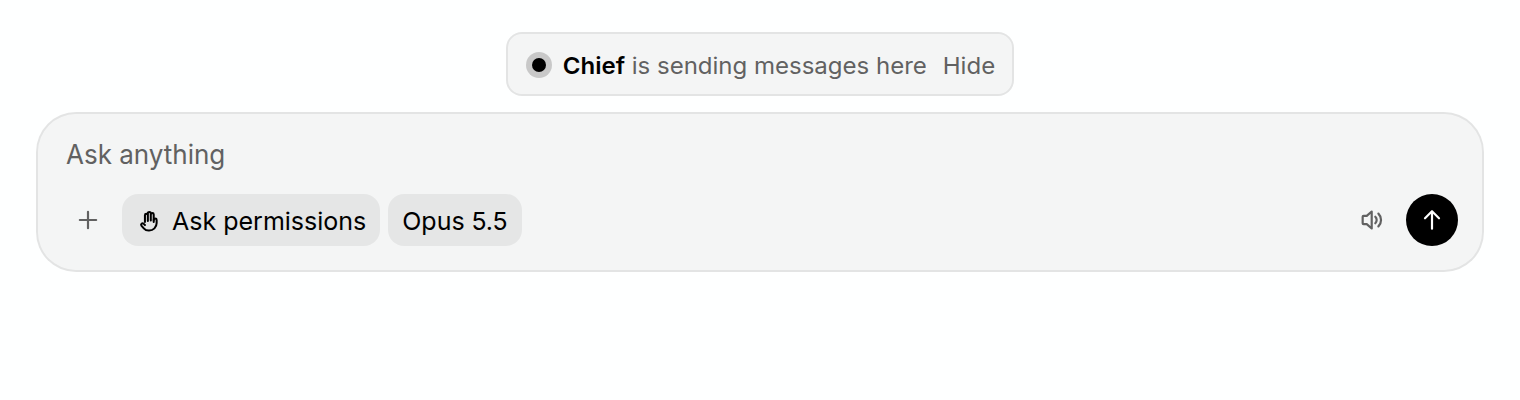 Chief is sending messages here Hide
Ask anything
Ask permissions Opus 5.5